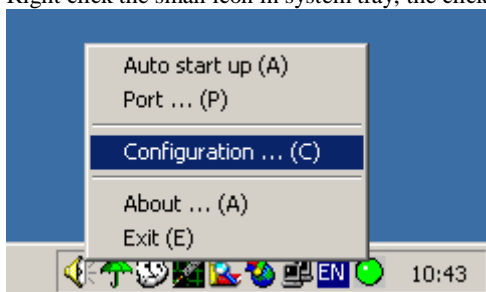 Right click the small icon in system tray, the click
Auto start up (A)
Port ... (P)
Configuration ... (C)
About ... (A)
Exit (E)
EN
10:43